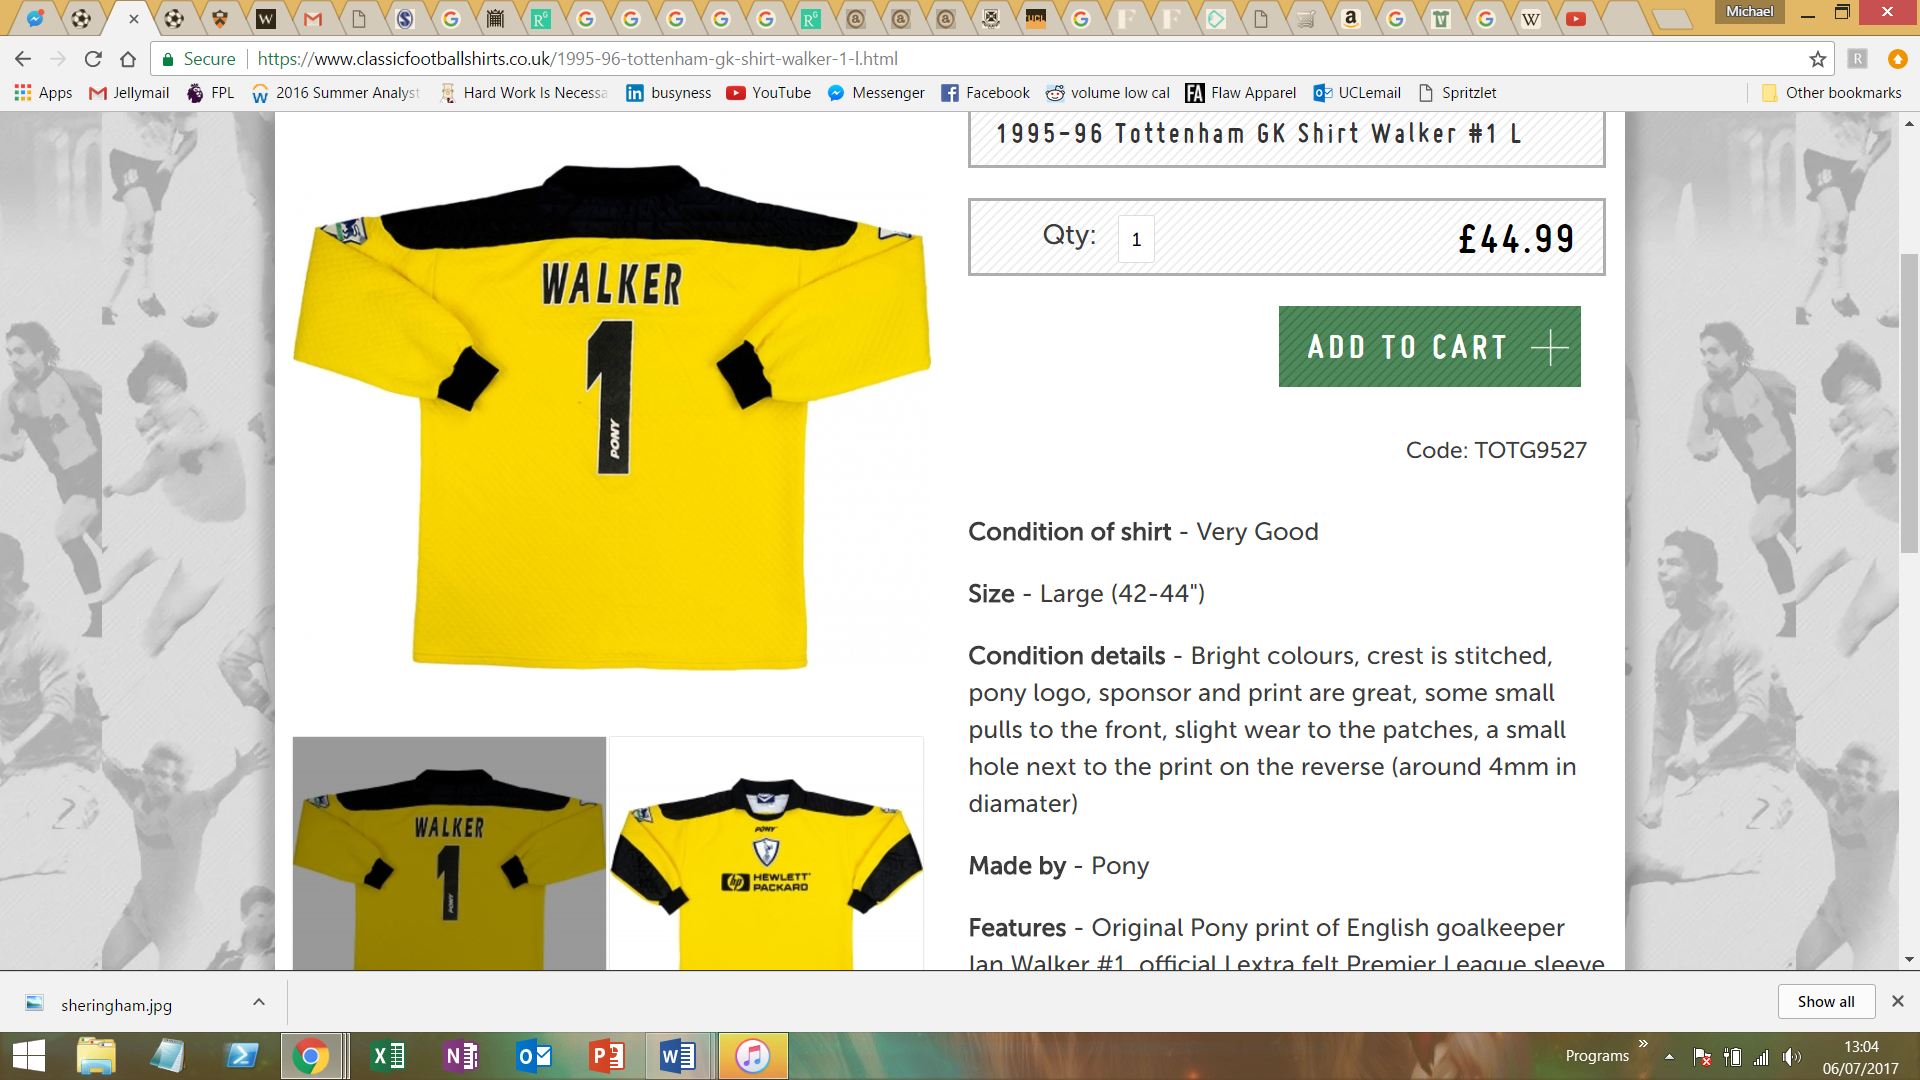 Michael
Secure
https://www.classicfootballshirts.co.uk/1995-96-tottenham-gk-shirt-walker-1-l.html
Apps
Jellymail
FPL
2016 Summer Analyst
Hard Work Is Necessa
busyness
YouTube
Messenger
Facebook
volume low cal
Flaw Apparel
UCLemail
Spritzlet
Other bookmarks
1995-96 Tottenham GK Shirt Walker #1 L
Qty: 1 £44.99
ADD TO CART
Code: TOTG9527
WALKER
1
PONY
Condition of shirt - Very Good
Size - Large (42-44")
Condition details - Bright colours, crest is stitched,
pony logo, sponsor and print are great, some small
pulls to the front, slight wear to the patches, a small
hole next to the print on the reverse (around 4mm in
diamater)
Made by - Pony
Features - Original Pony print of English goalkeeper
Ian Walker #1, official Lextra felt Premier League sleeve
WALKER
1
PONY
PONY
hp HEWLETT
PACKARD
sheringham.jpg
Show all
Programs
13:04
06/07/2017